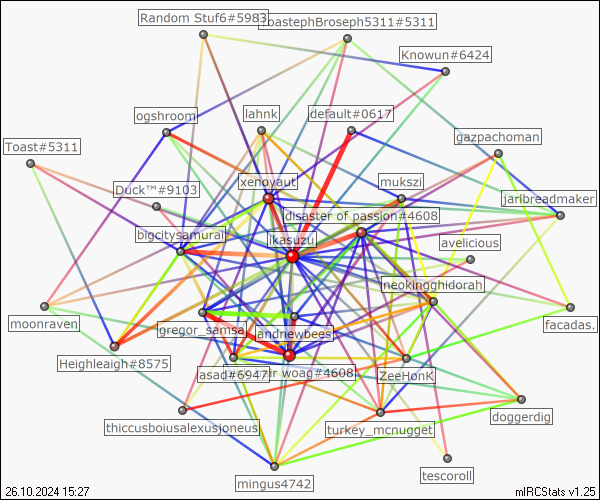 Random Stuf6#5983
ToastephBroseph5311#5311
Knowun#6424
ogshroom
lahnk
default#0617
gazpachoman
Toast#5311
xenoyaut
mukszi
Duck™#9103
jarlbreadmaker
disaster of passion#4608
bigcitysamurai
ikasuzu
avelicious
neokingghidorah
moonraven
gregor_samsa
andnewbees
facadas.
Heighleaigh#8575
asad#6947
sir woag#4608
ZeeHonK
doggerdig
thiccusboiusalexusjoneus
turkey_mcnugget
mingus4742
tescoroll
26.10.2024 15:27
mIRCStats v1.25